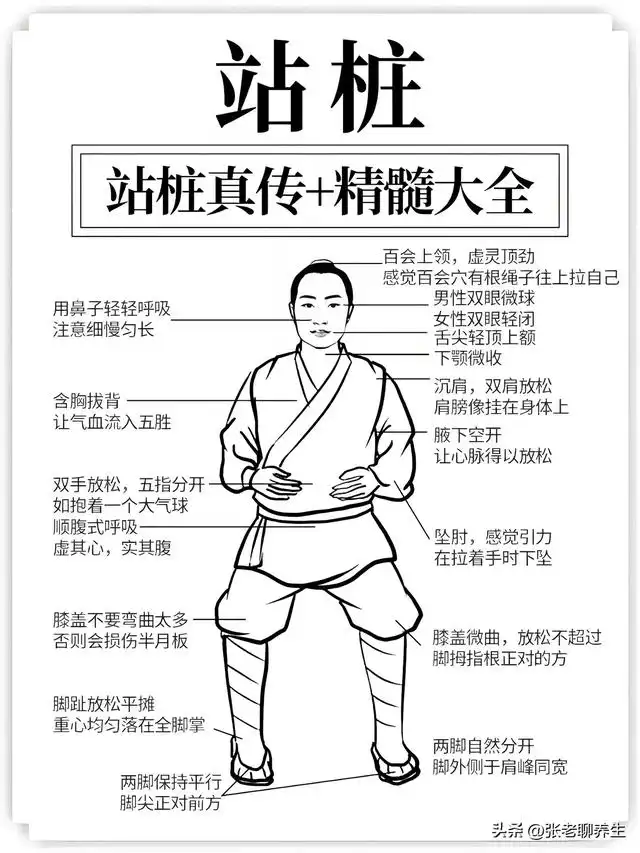 站桩
站桩真传+精髓大全
百会上领，虚灵顶劲
感觉百会穴有根绳子往上拉自己
男性双眼微球
女性双眼轻闭
舌尖轻顶上额
下颚微收
用鼻子轻轻呼吸
注意细慢匀长
沉肩，双肩放松
肩膀像挂在身体上
含胸拔背
让气血流入五胜
腋下空开
让心脉得以放松
双手放松，五指分开
如抱着一个大气球
顺腹式呼吸
虚其心，实其腹
坠肘，感觉引力
在拉着手时下坠
膝盖不要弯曲太多
否则会损伤半月板
膝盖微曲，放松不超过
脚拇指根正对的方
脚趾放松平摊
重心均匀落在全脚掌
两脚自然分开
脚外侧于肩峰同宽
两脚保持平行
脚尖正对前方
头条 @张老聊养生